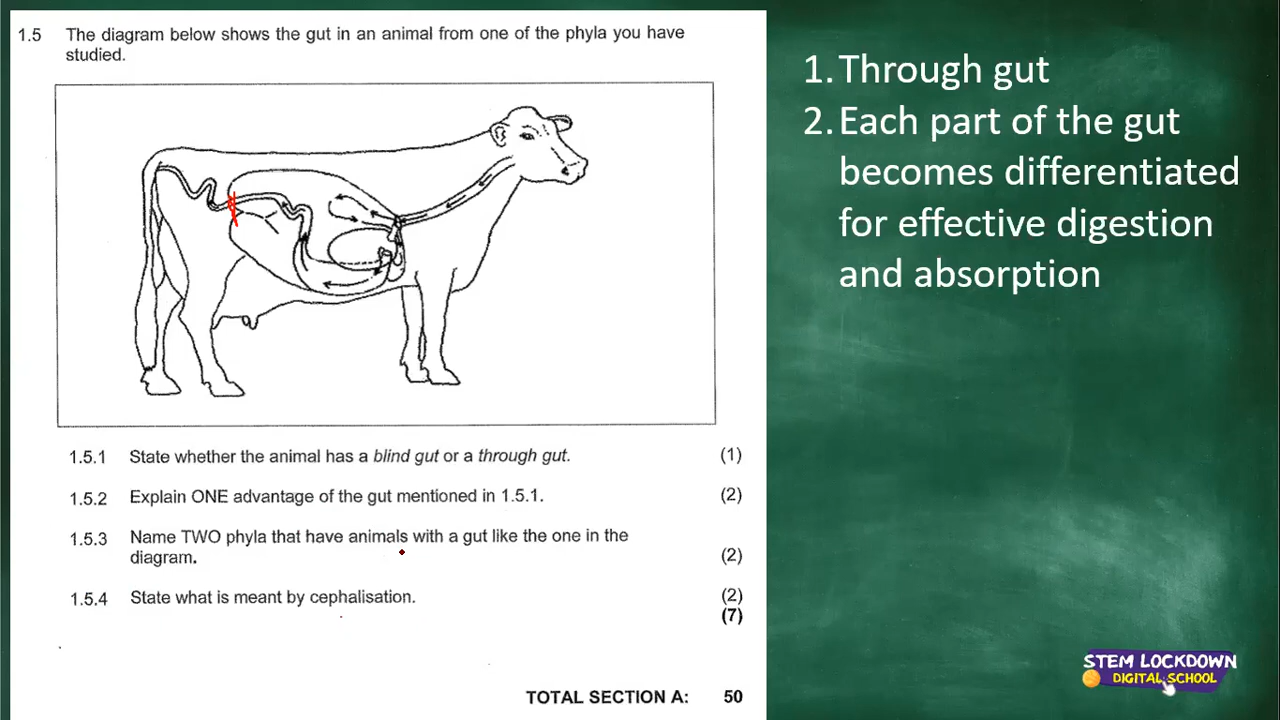 1.5 The diagram below shows the gut in an animal from one of the phyla you have
studied.
1.5.1 State whether the animal has a blind gut or a through gut. (1)
1.5.2 Explain ONE advantage of the gut mentioned in 1.5.1. (2)
1.5.3 Name TWO phyla that have animals with a gut like the one in the
diagram. (2)
1.5.4 State what is meant by cephalisation. (2)
(7)
TOTAL SECTION A: 50
1. Through gut
2. Each part of the gut
becomes differentiated
for effective digestion
and absorption
STEM LOCKDOWN
DIGITAL SCHOOL